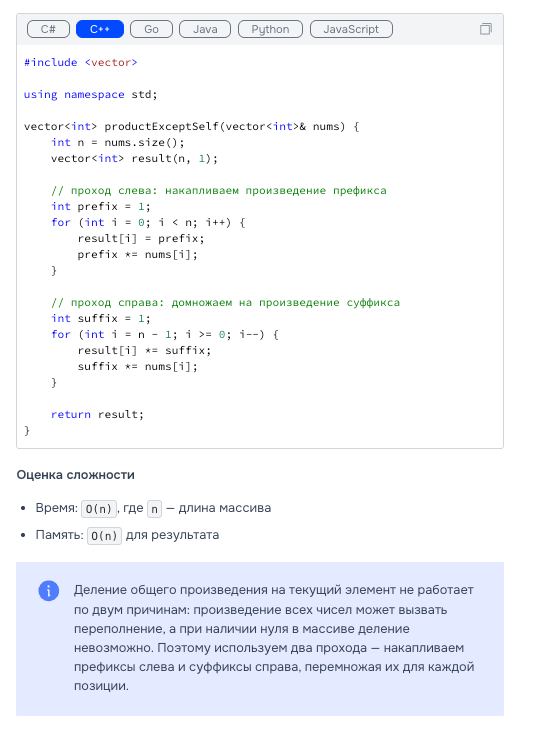 C# C++ Go Java Python JavaScript
#include <vector>
using namespace std;
vector<int> productExceptSelf(vector<int>& nums) {
    int n = nums.size();
    vector<int> result(n, 1);
    // проход слева: накапливаем произведение префикса
    int prefix = 1;
    for (int i = 0; i < n; i++) {
        result[i] = prefix;
        prefix *= nums[i];
    }
    // проход справа: домножаем на произведение суффикса
    int suffix = 1;
    for (int i = n - 1; i >= 0; i--) {
        result[i] *= suffix;
        suffix *= nums[i];
    }
    return result;
}
Оценка сложности
• Время: O(n), где n — длина массива
• Память: O(n) для результата
Деление общего произведения на текущий элемент не работает
по двум причинам: произведение всех чисел может вызвать
переполнение, а при наличии нуля в массиве деление
невозможно. Поэтому используем два прохода — накапливаем
префиксы слева и суффиксы справа, перемножая их для каждой
позиции.